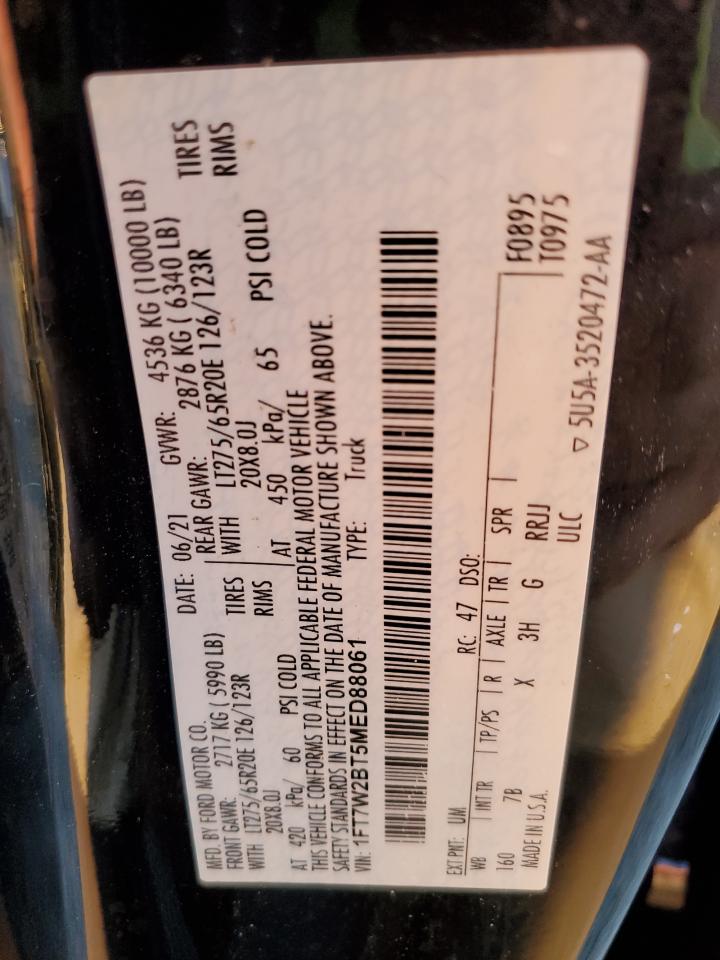 MFD. BY FORD MOTOR CO. DATE: 06/21 GVWR: 4536 KG (10000 LB)
FRONT GAWR: 2717 KG ( 5990 LB) REAR GAWR: 2876 KG ( 6340 LB)
WITH LT275/65R20E 126/123R TIRES WITH LT275/65R20E 126/123R TIRES
20X8.0J RIMS 20X8.0J RIMS
AT 420 kPa/ 60 PSI COLD AT 450 kPa/ 65 PSI COLD
THIS VEHICLE CONFORMS TO ALL APPLICABLE FEDERAL MOTOR VEHICLE
SAFETY STANDARDS IN EFFECT ON THE DATE OF MANUFACTURE SHOWN ABOVE.
VIN: 1FT7W2BT5MED88061 TYPE: Truck
EXT PNT: UM RC: 47 DSO:
WB INT TR TP/PS R AXLE TR SPR F0895
160 7B X 3H G RRJJ T0975
MADE IN U.S.A. ULC ▽ 5U5A-3520472-AA